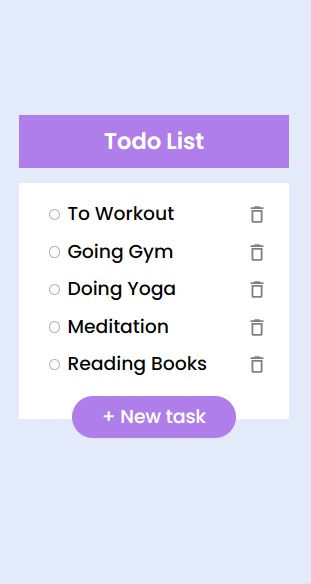 Todo List
To Workout
Going Gym
Doing Yoga
Meditation
Reading Books
+ New task